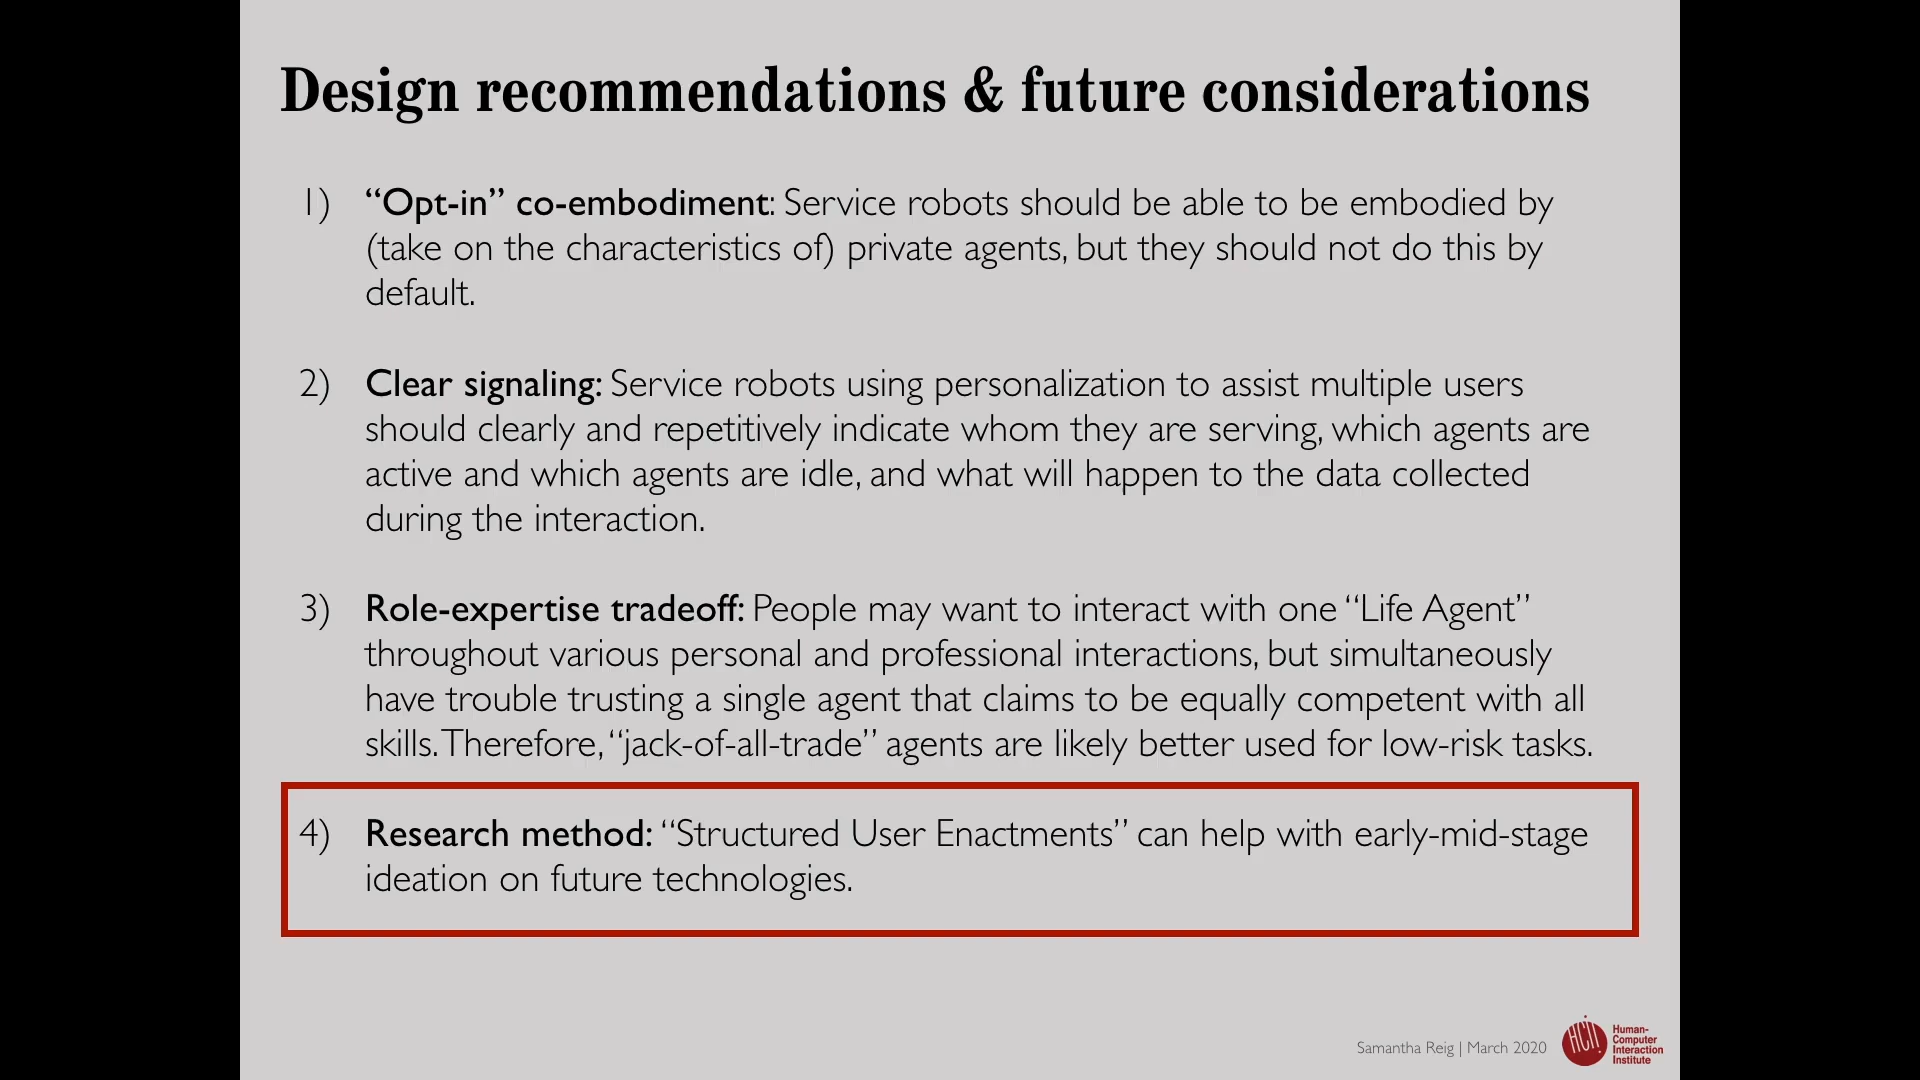 Design recommendations & future considerations
1) “Opt-in” co-embodiment: Service robots should be able to be embodied by
(take on the characteristics of) private agents, but they should not do this by
default.
2) Clear signaling: Service robots using personalization to assist multiple users
should clearly and repetitively indicate whom they are serving, which agents are
active and which agents are idle, and what will happen to the data collected
during the interaction.
3) Role-expertise tradeoff: People may want to interact with one “Life Agent”
throughout various personal and professional interactions, but simultaneously
have trouble trusting a single agent that claims to be equally competent with all
skills. Therefore, “jack-of-all-trade” agents are likely better used for low-risk tasks.
4) Research method: “Structured User Enactments” can help with early-mid-stage
ideation on future technologies.
Samantha Reig | March 2020
HCII
Human-
Computer
Interaction
Institute